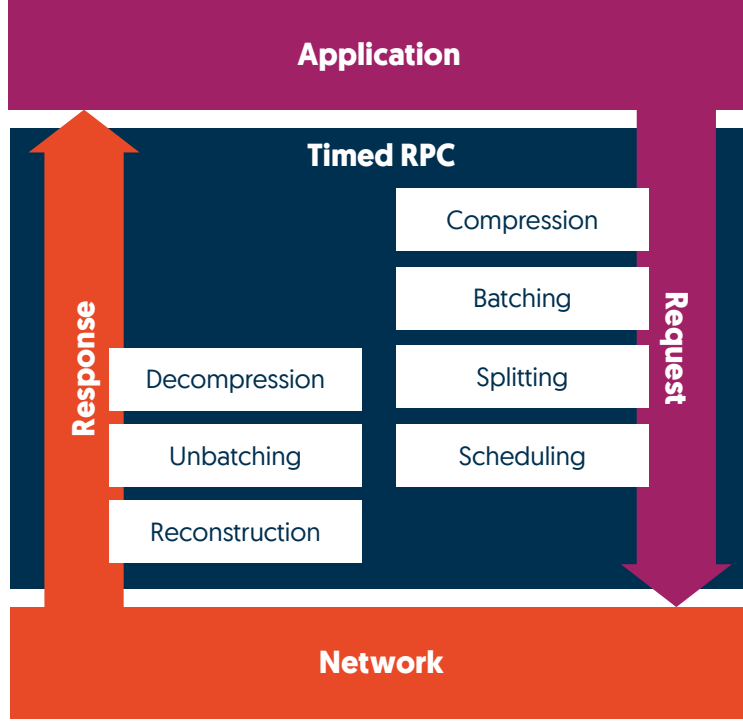 Application
Timed RPC
Compression
Batching
Splitting
Scheduling
Request
Response
Decompression
Unbatching
Reconstruction
Network